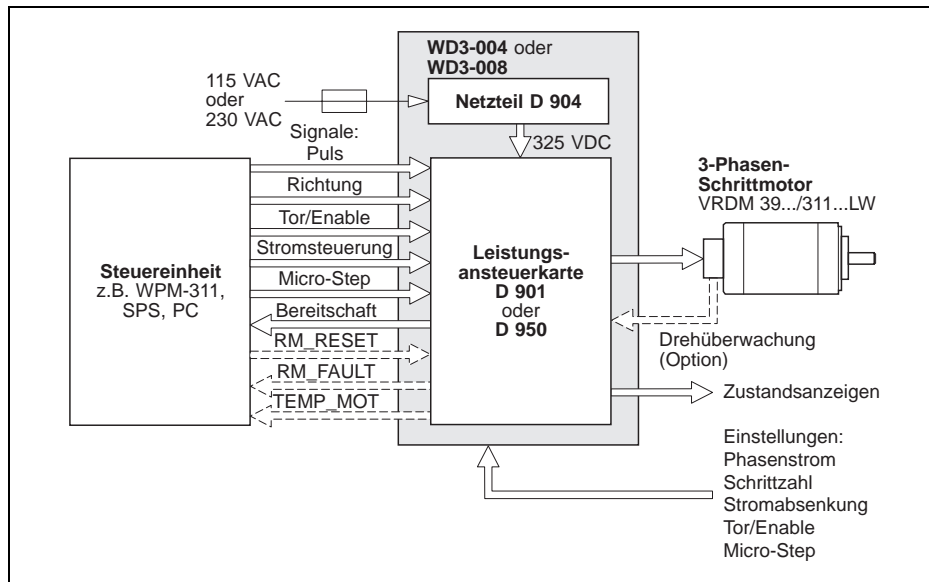 WD3-004 oder
WD3-008
115 VAC
oder
230 VAC
Netzteil D 904
325 VDC
Signale:
Puls
Richtung
Tor/Enable
Stromsteuerung
Micro-Step
Bereitschaft
RM_RESET
RM_FAULT
TEMP_MOT
Steuereinheit
z.B. WPM-311,
SPS, PC
Leistungs-
ansteuerkarte
D 901
oder
D 950
3-Phasen-
Schrittmotor
VRDM 39.../311...LW
Drehüberwachung
(Option)
Zustandsanzeigen
Einstellungen:
Phasenstrom
Schrittzahl
Stromabsenkung
Tor/Enable
Micro-Step